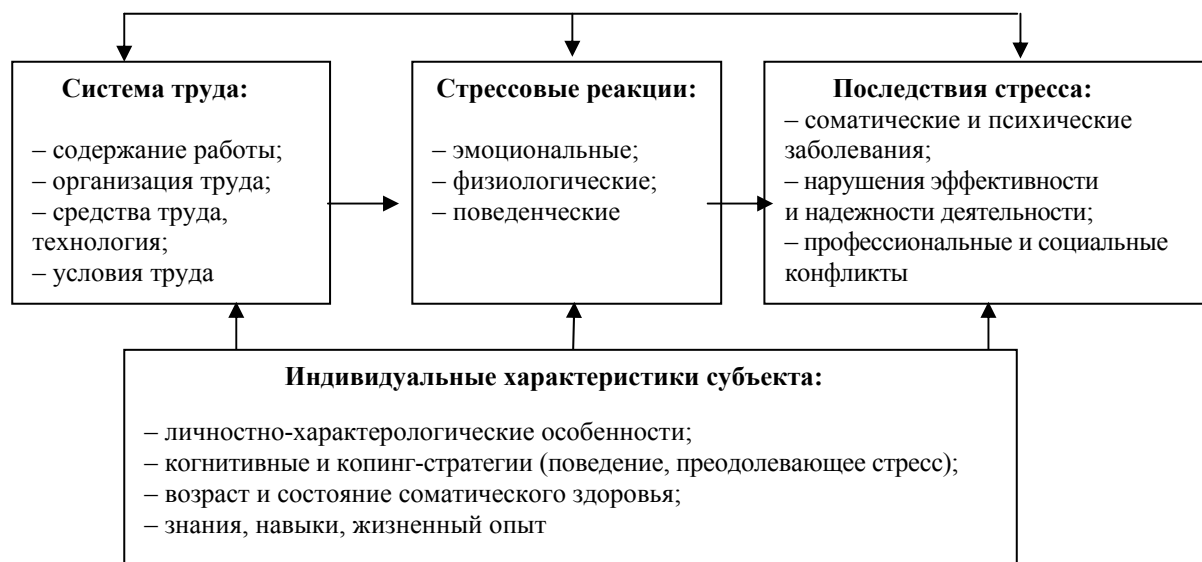 Система труда:
– содержание работы;
– организация труда;
– средства труда,
технология;
– условия труда
Стрессовые реакции:
– эмоциональные;
– физиологические;
– поведенческие
Последствия стресса:
– соматические и психические
заболевания;
– нарушения эффективности
и надежности деятельности;
– профессиональные и социальные
конфликты
Индивидуальные характеристики субъекта:
– личностно-характерологические особенности;
– когнитивные и копинг-стратегии (поведение, преодолевающее стресс);
– возраст и состояние соматического здоровья;
– знания, навыки, жизненный опыт